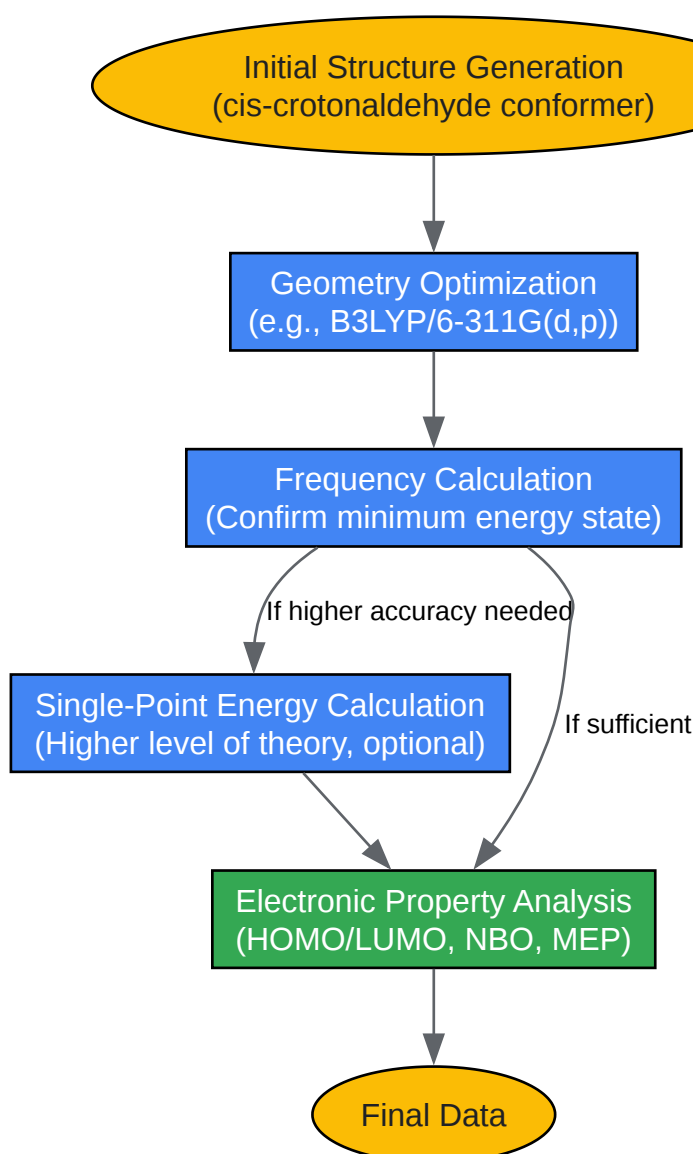 Initial Structure Generation
(cis-crotonaldehyde conformer)
Geometry Optimization
(e.g., B3LYP/6-311G(d,p))
Frequency Calculation
(Confirm minimum energy state)
If higher accuracy needed
Single-Point Energy Calculation
(Higher level of theory, optional)
If sufficient
Electronic Property Analysis
(HOMO/LUMO, NBO, MEP)
Final Data